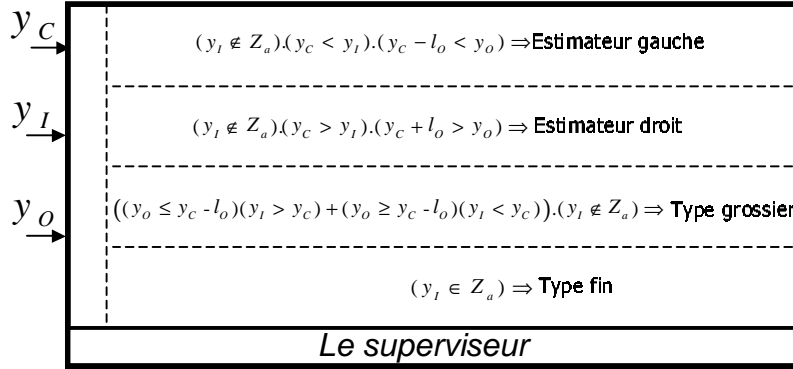 y_C
(y_I ∉ Z_a).(y_C < y_I).(y_C - l_O < y_O) ⇒ Estimateur gauche
y_I
(y_I ∉ Z_a).(y_C > y_I).(y_C + l_O > y_O) ⇒ Estimateur droit
y_O
((y_O ≤ y_C - l_O)(y_I > y_C) + (y_O ≥ y_C - l_O)(y_I < y_C)).(y_I ∉ Z_a) ⇒ Type grossier
(y_I ∈ Z_a) ⇒ Type fin
Le superviseur